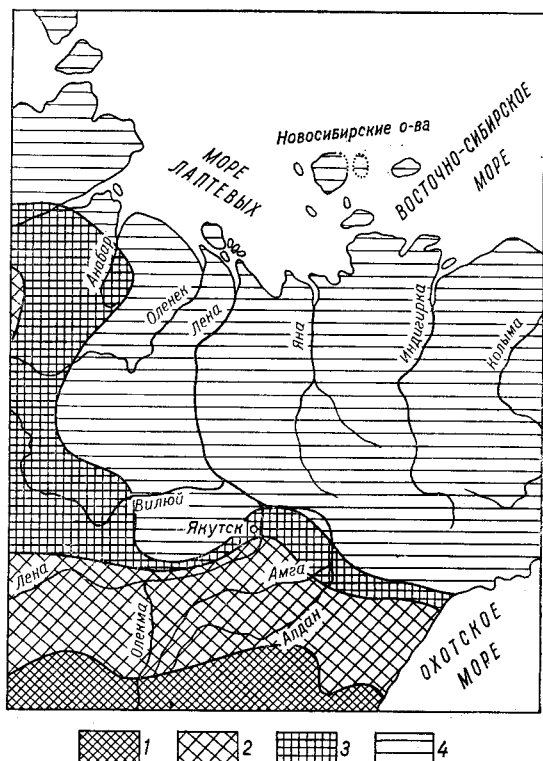 Новосибирские о-ва
МОРЕ
ЛАПТЕВЫХ
ВОСТОЧНО-СИБИРСКОЕ
МОРЕ
Анабар
Оленек
Лена
Яна
Индигирка
Колыма
Вилюй
Якутск
Лена
Амга
Олекма
Алдан
ОХОТСКОЕ
МОРЕ
1 2 3 4